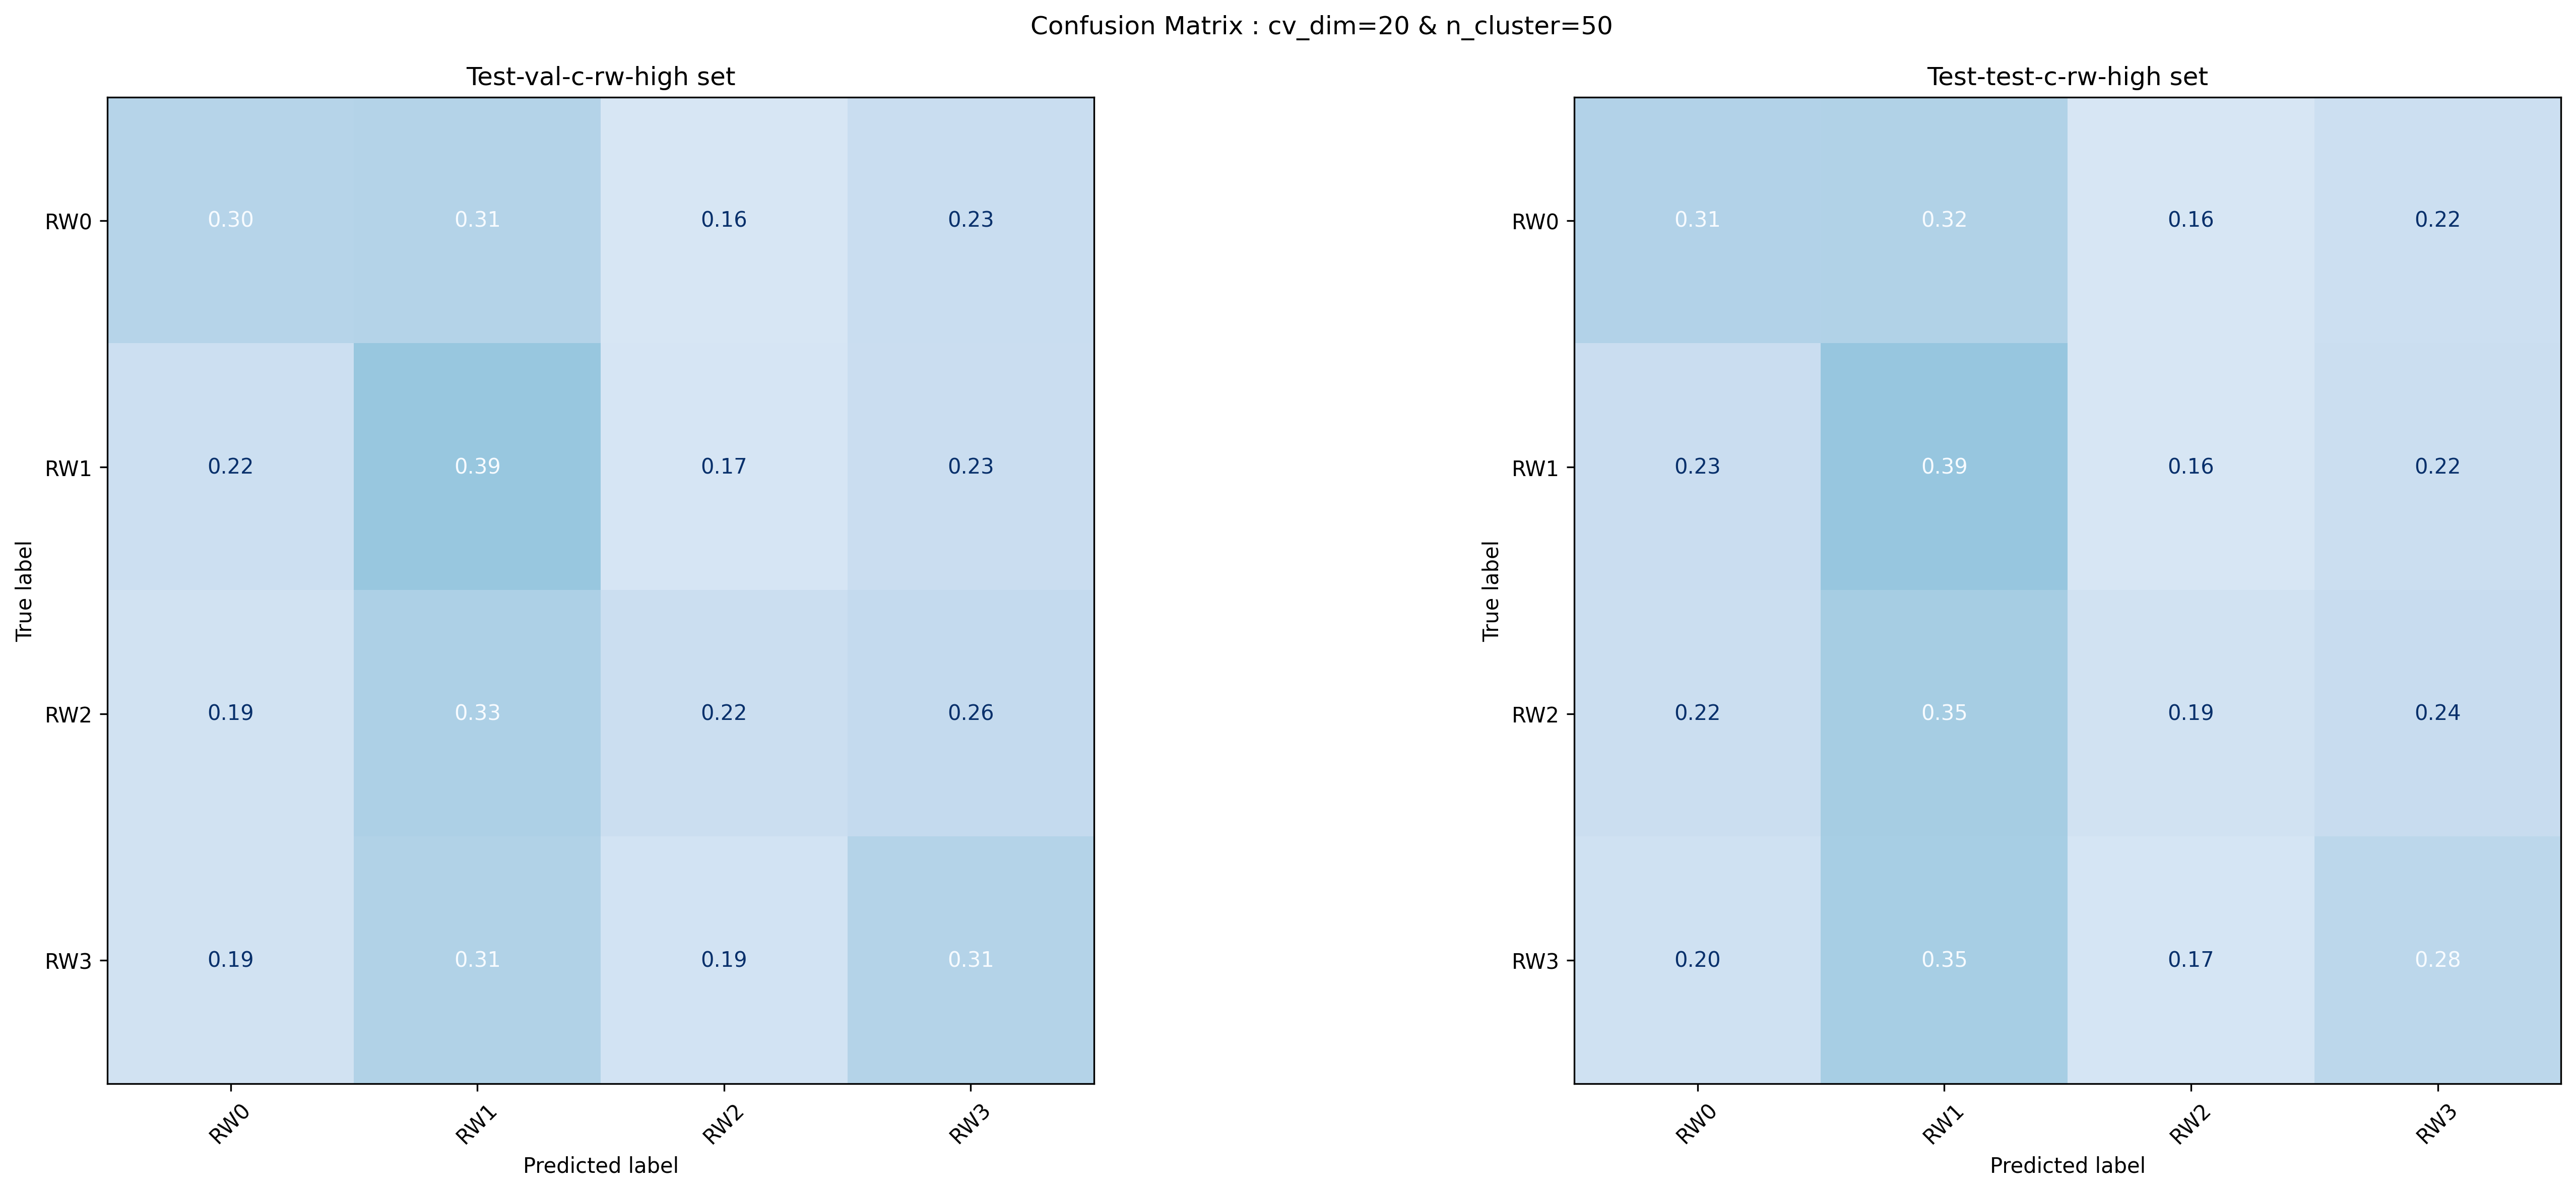 Confusion Matrix : cv_dim=20 & n_cluster=50
Test-val-c-rw-high set
True label
RW0 0.30 0.31 0.16 0.23
RW1 0.22 0.39 0.17 0.23
RW2 0.19 0.33 0.22 0.26
RW3 0.19 0.31 0.19 0.31
RW0 RW1 RW2 RW3
Predicted label
Test-test-c-rw-high set
True label
RW0 0.31 0.32 0.16 0.22
RW1 0.23 0.39 0.16 0.22
RW2 0.22 0.35 0.19 0.24
RW3 0.20 0.35 0.17 0.28
RW0 RW1 RW2 RW3
Predicted label